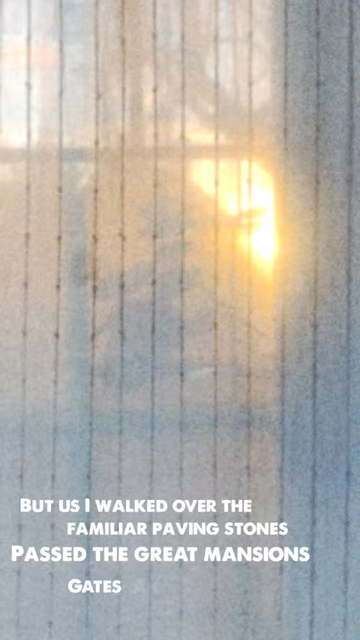 But us I walked over the
familiar paving stones
Passed the great mansions
Gates